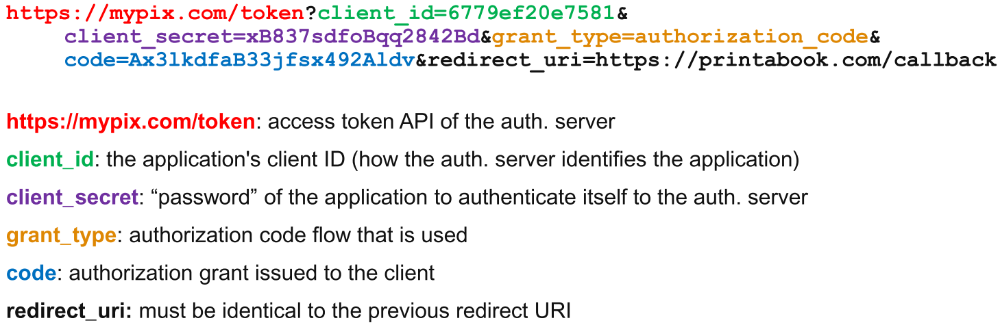 https://mypix.com/token?client_id=6779ef20e7581&
client_secret=xB837sdfoBqq2842Bd&grant_type=authorization_code&
code=Ax3lkdfaB33jfsx492Aldv&redirect_uri=https://printabook.com/callback
https://mypix.com/token: access token API of the auth. server
client_id: the application's client ID (how the auth. server identifies the application)
client_secret: “password” of the application to authenticate itself to the auth. server
grant_type: authorization code flow that is used
code: authorization grant issued to the client
redirect_uri: must be identical to the previous redirect URI